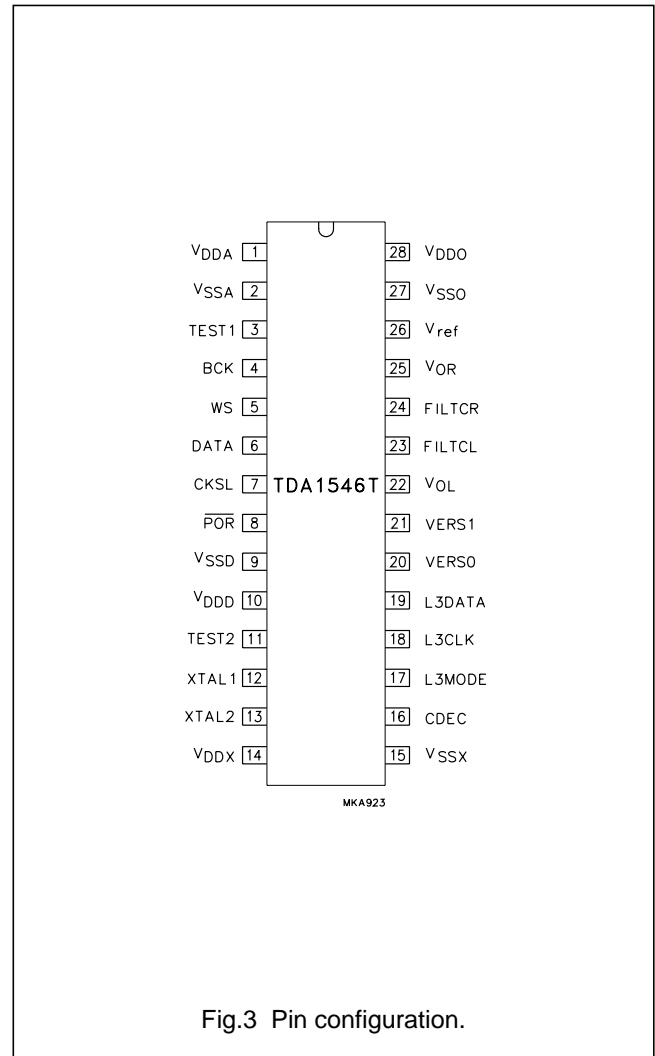 VDDA 1 28 VDDO
VSSA 2 27 VSSO
TEST1 3 26 Vref
BCK 4 25 VOR
WS 5 24 FILTCR
DATA 6 23 FILTCL
CKSL 7 TDA1546T 22 VOL
P̅O̅R̅ 8 21 VERS1
VSSD 9 20 VERS0
VDDD 10 19 L3DATA
TEST2 11 18 L3CLK
XTAL1 12 17 L3MODE
XTAL2 13 16 CDEC
VDDX 14 15 VSSX
MKA923
Fig.3 Pin configuration.